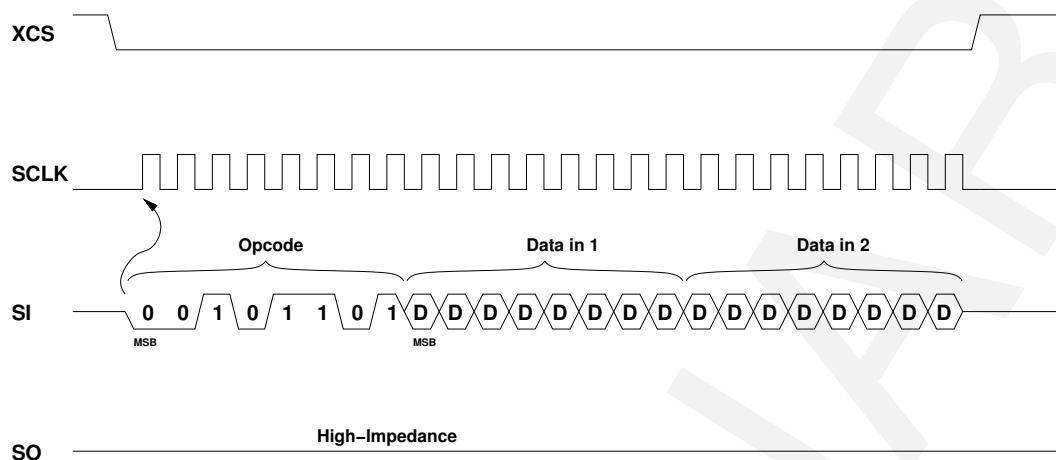 XCS
SCLK
Opcode Data in 1 Data in 2
SI 0 0 1 0 1 1 0 1 D D D D D D D D D D D D D D D D
MSB MSB
High–Impedance
SO